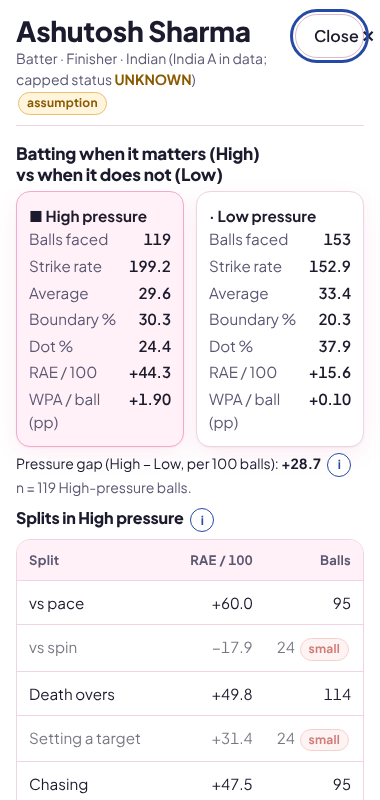 Ashutosh Sharma
Close ✕
Batter · Finisher · Indian (India A in data;
capped status UNKNOWN)
assumption
Batting when it matters (High)
vs when it does not (Low)
■ High pressure
Balls faced 119
Strike rate 199.2
Average 29.6
Boundary % 30.3
Dot % 24.4
RAE / 100 +44.3
WPA / ball +1.90
(pp)
· Low pressure
Balls faced 153
Strike rate 152.9
Average 33.4
Boundary % 20.3
Dot % 37.9
RAE / 100 +15.6
WPA / ball +0.10
(pp)
Pressure gap (High – Low, per 100 balls): +28.7 i
n = 119 High-pressure balls.
Splits in High pressure i
Split RAE / 100 Balls
vs pace +60.0 95
vs spin −17.9 24 small
Death overs +49.8 114
Setting a target +31.4 24 small
Chasing +47.5 95